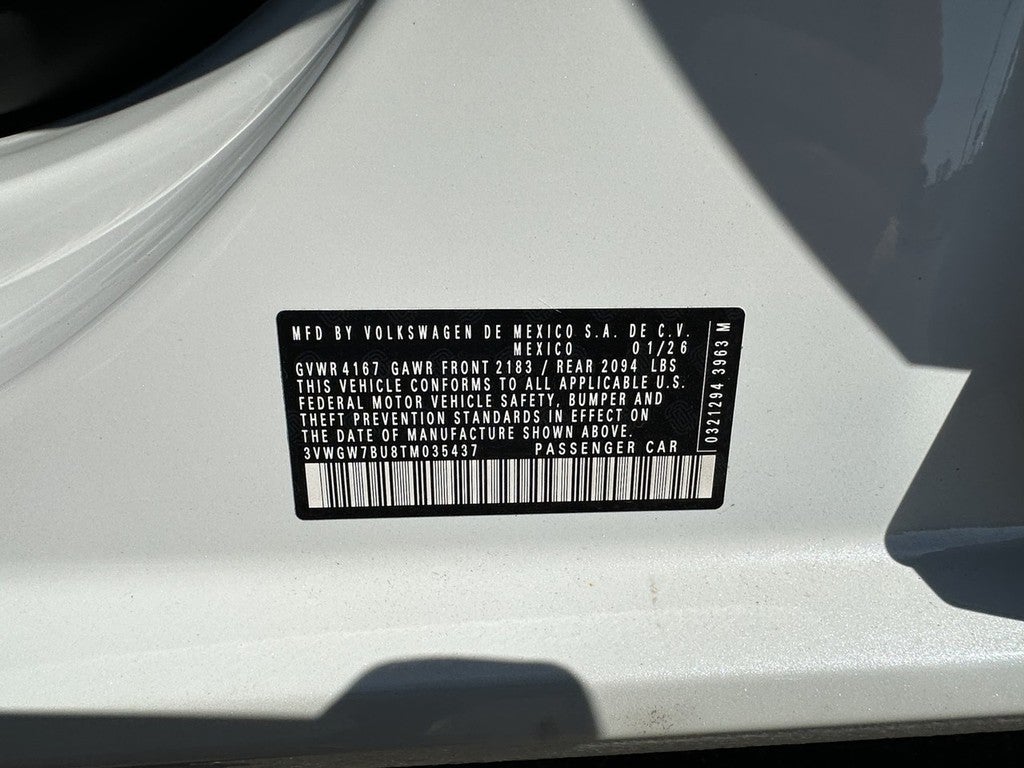 MFD BY VOLKSWAGEN DE MEXICO S.A. DE C.V.
MEXICO 01/26
GVWR 4167 GAWR FRONT 2183 / REAR 2094 LBS
THIS VEHICLE CONFORMS TO ALL APPLICABLE U.S.
FEDERAL MOTOR VEHICLE SAFETY, BUMPER AND
THEFT PREVENTION STANDARDS IN EFFECT ON
THE DATE OF MANUFACTURE SHOWN ABOVE.
3VWGW7BU8TM035437 PASSENGER CAR
0321294 3963 M